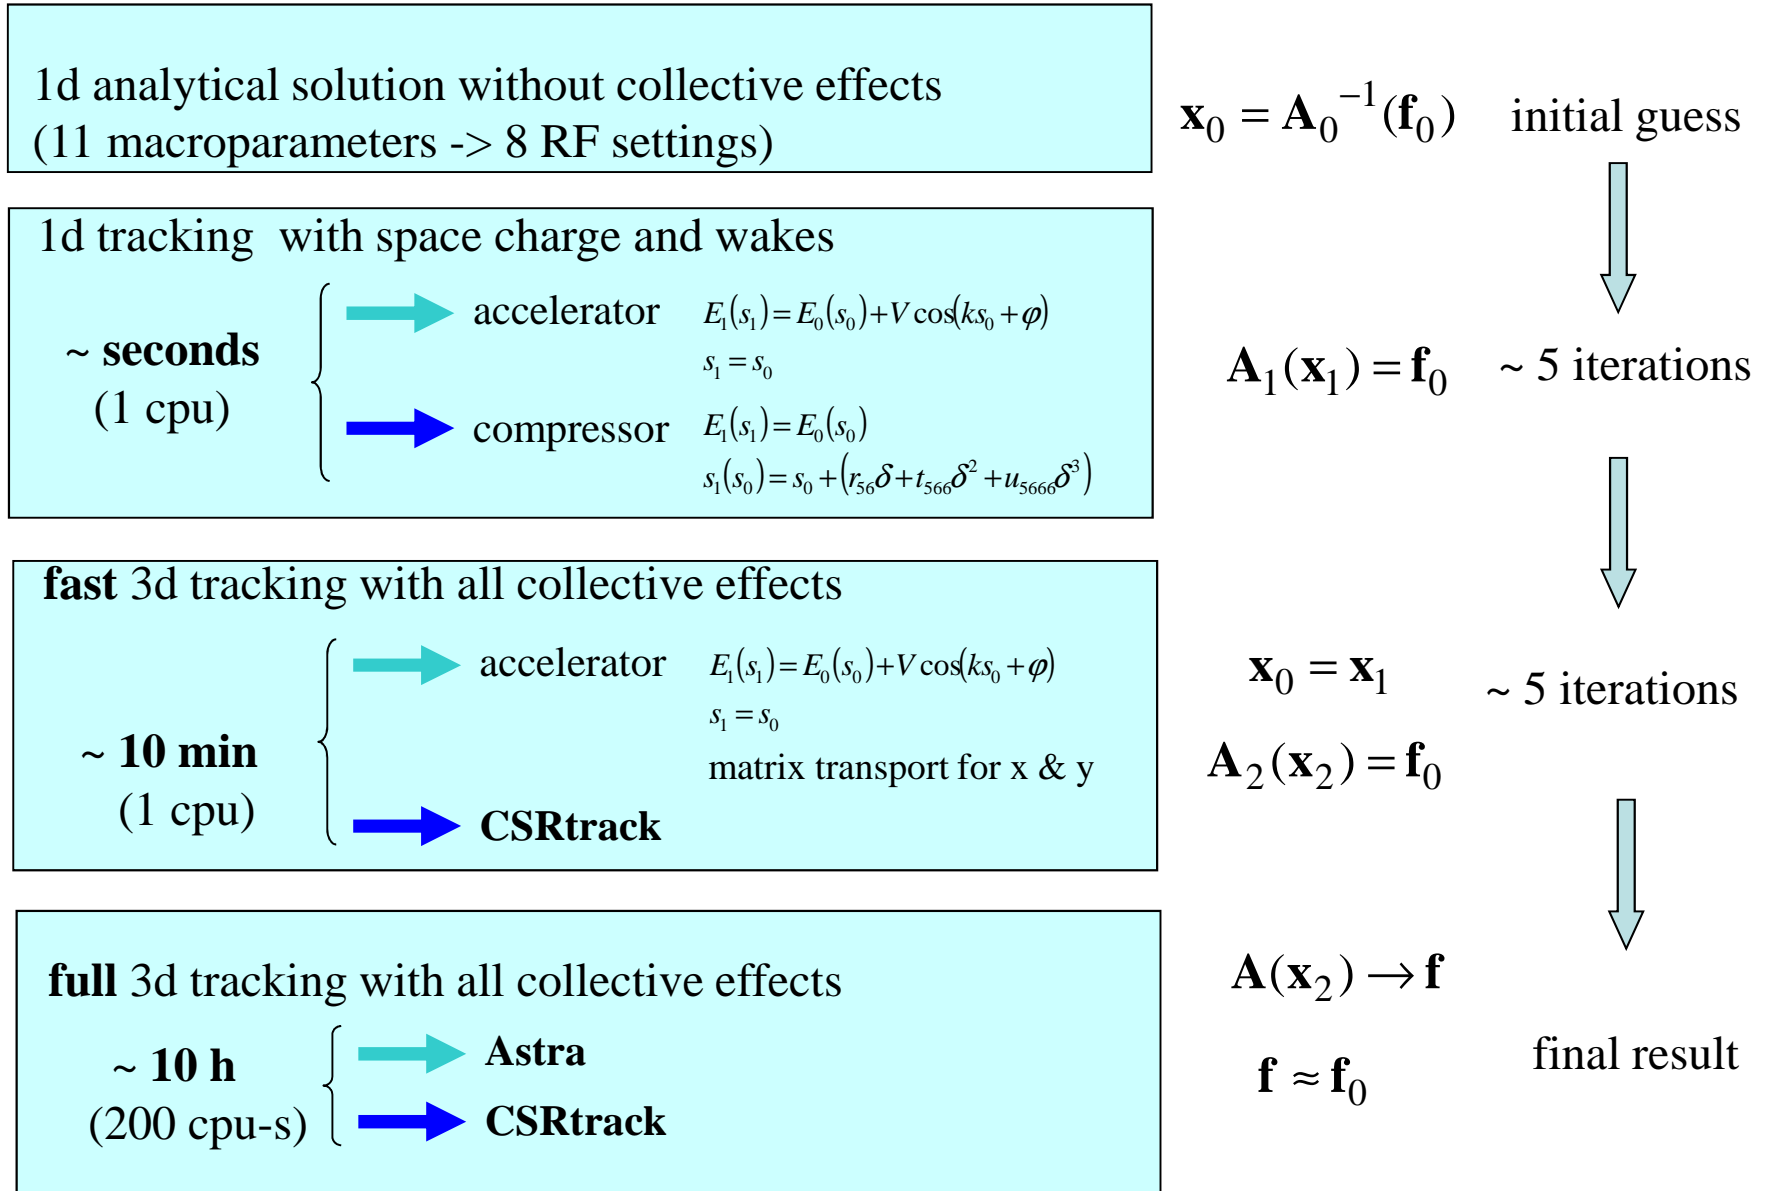 1d analytical solution without collective effects
(11 macroparameters -> 8 RF settings)
𝐱₀ = 𝐀₀⁻¹(𝐟₀) initial guess
1d tracking with space charge and wakes
~ seconds
(1 cpu)
accelerator E₁(s₁) = E₀(s₀) + V cos(ks₀ + φ)
s₁ = s₀
compressor E₁(s₁) = E₀(s₀)
s₁(s₀) = s₀ + (r₅₆δ + t₅₆₆δ² + u₅₆₆₆δ³)
𝐀₁(𝐱₁) = 𝐟₀ ~ 5 iterations
fast 3d tracking with all collective effects
~ 10 min
(1 cpu)
accelerator E₁(s₁) = E₀(s₀) + V cos(ks₀ + φ)
s₁ = s₀
matrix transport for x & y
CSRtrack
𝐱₀ = 𝐱₁
~ 5 iterations
𝐀₂(𝐱₂) = 𝐟₀
full 3d tracking with all collective effects
~ 10 h
(200 cpu-s)
Astra
CSRtrack
𝐀(𝐱₂) → 𝐟
𝐟 ≈ 𝐟₀
final result